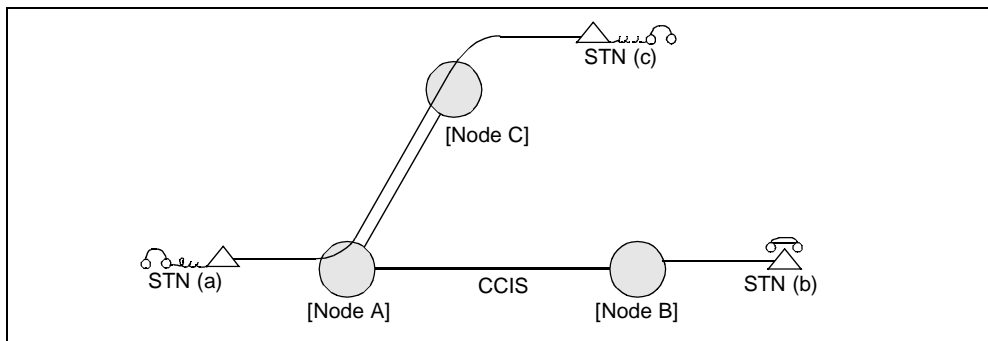 STN (c)
[Node C]
STN (a)
CCIS
STN (b)
[Node A]
[Node B]